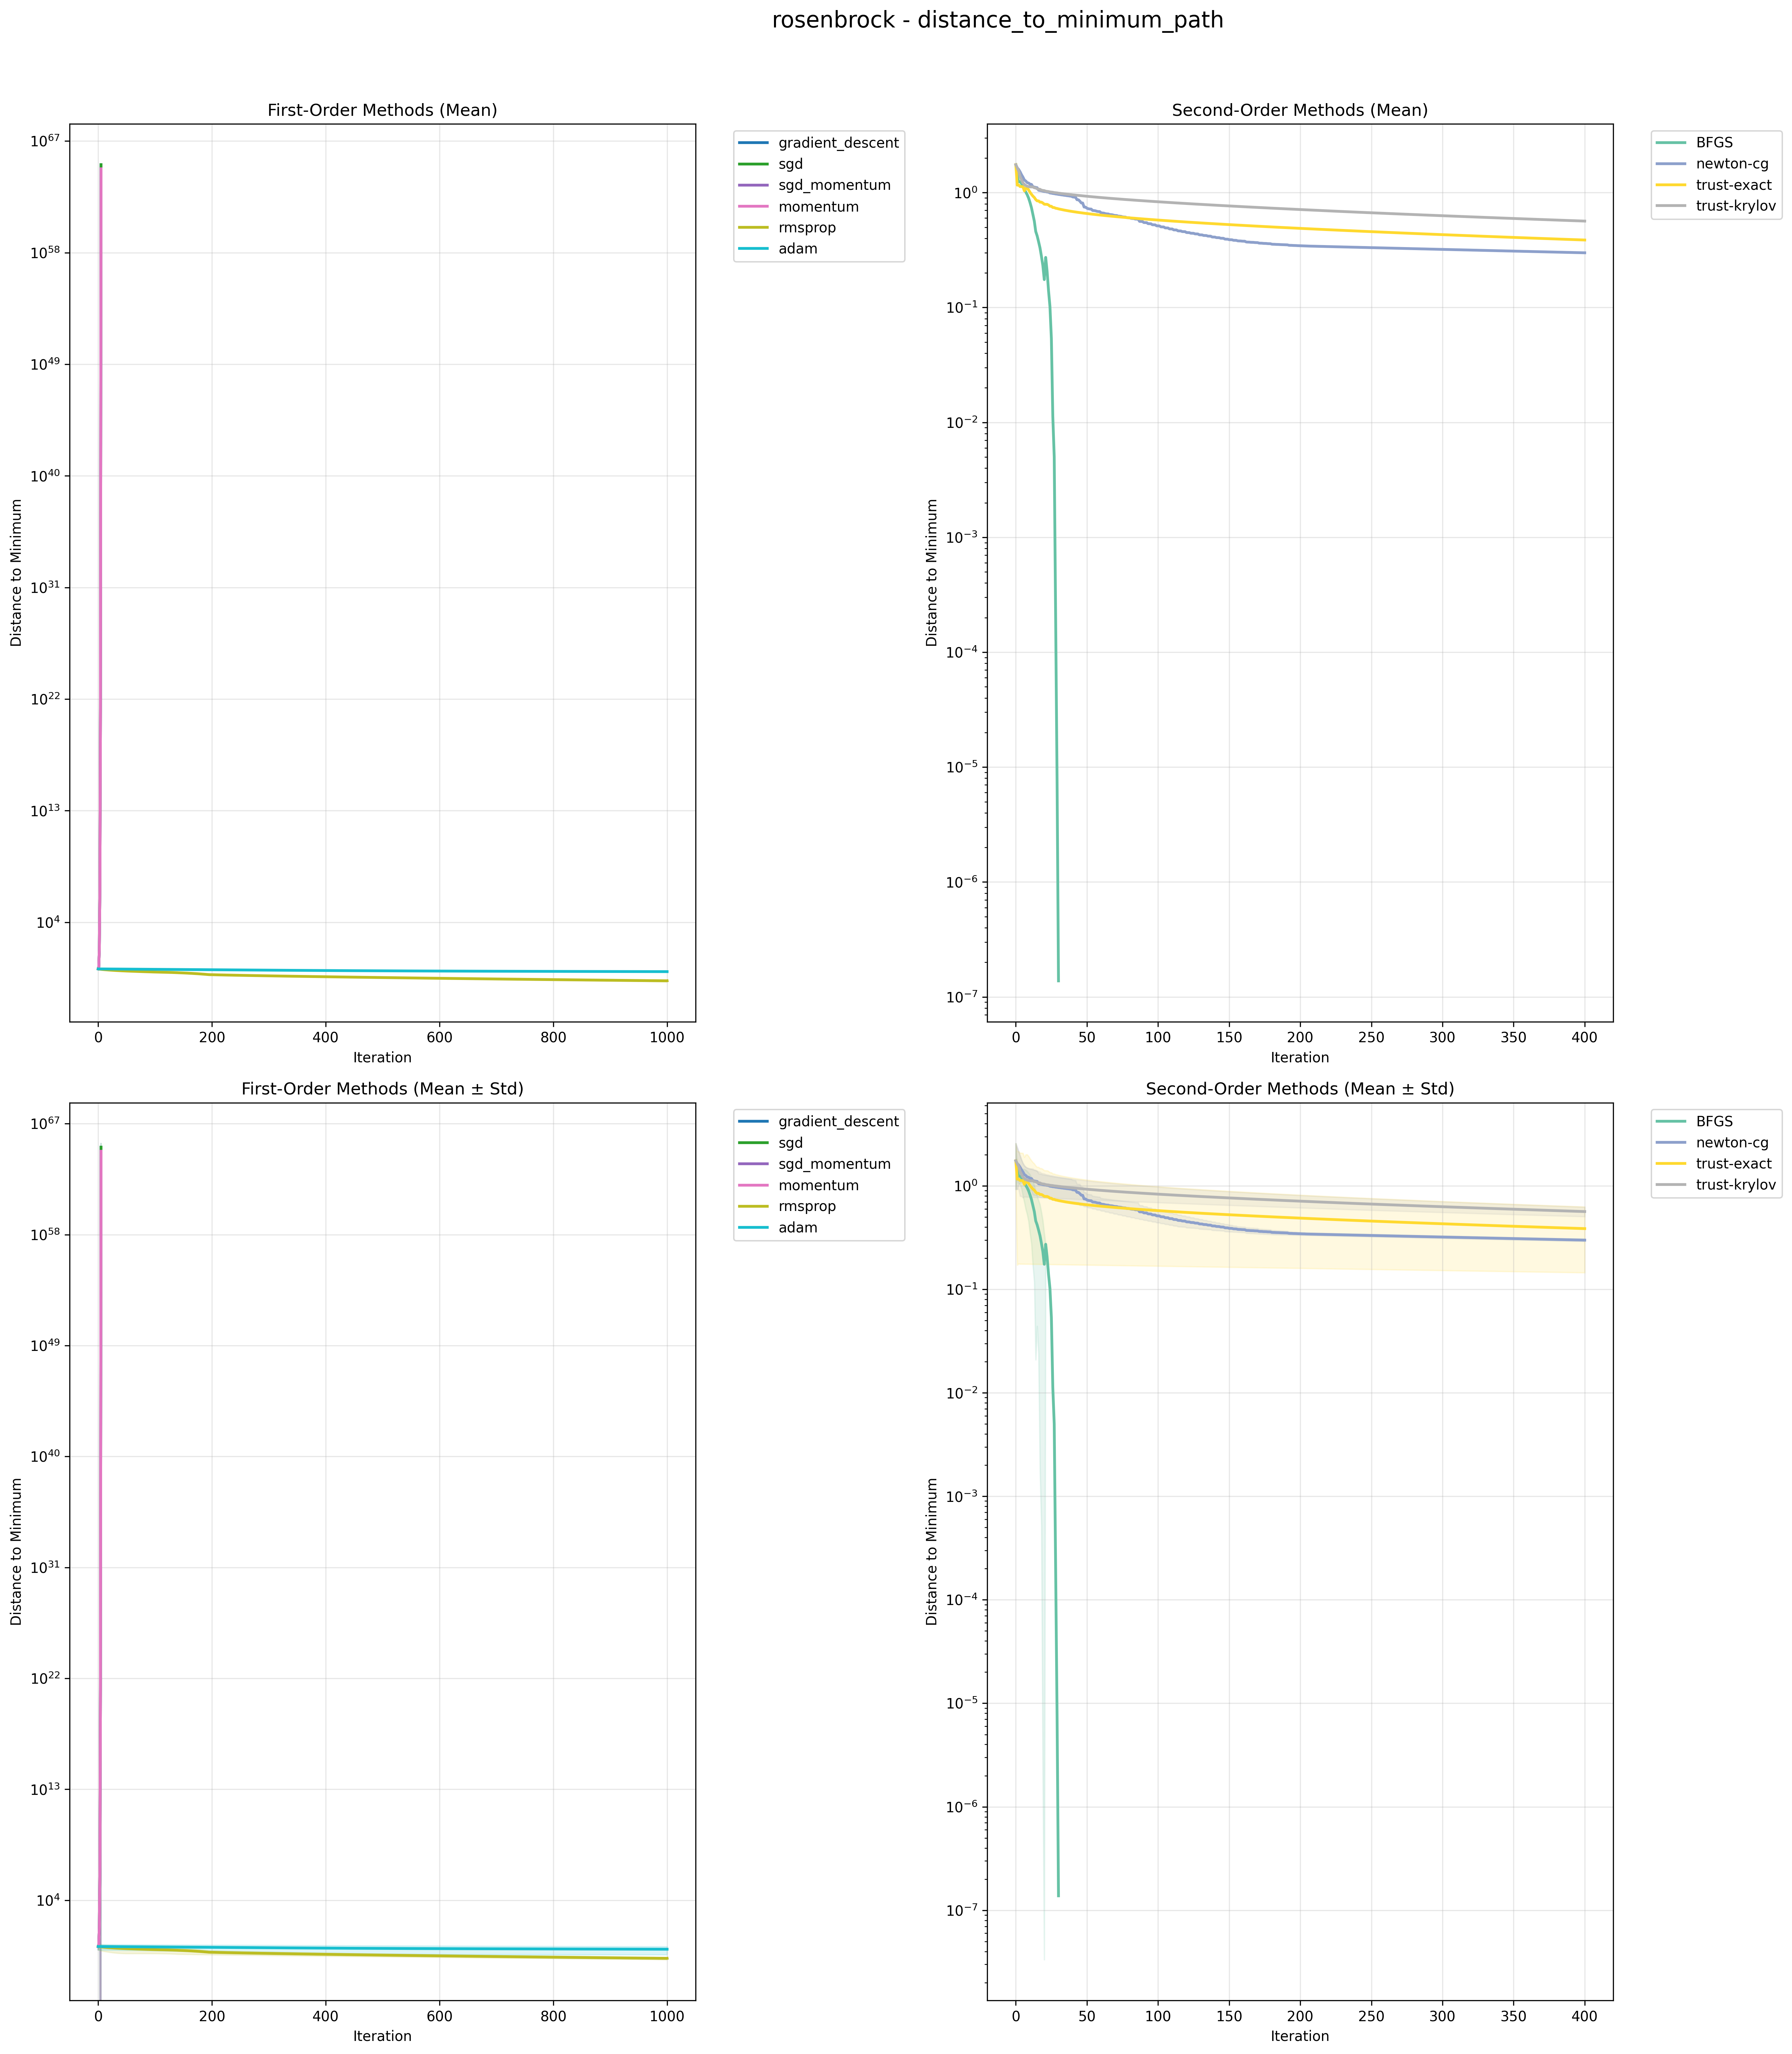 rosenbrock - distance_to_minimum_path
First-Order Methods (Mean)
Distance to Minimum
10^67
10^58
10^49
10^40
10^31
10^22
10^13
10^4
0 200 400 600 800 1000
Iteration
gradient_descent
sgd
sgd_momentum
momentum
rmsprop
adam
Second-Order Methods (Mean)
Distance to Minimum
10^0
10^−1
10^−2
10^−3
10^−4
10^−5
10^−6
10^−7
0 50 100 150 200 250 300 350 400
Iteration
BFGS
newton-cg
trust-exact
trust-krylov
First-Order Methods (Mean ± Std)
Distance to Minimum
10^67
10^58
10^49
10^40
10^31
10^22
10^13
10^4
0 200 400 600 800 1000
Iteration
gradient_descent
sgd
sgd_momentum
momentum
rmsprop
adam
Second-Order Methods (Mean ± Std)
Distance to Minimum
10^0
10^−1
10^−2
10^−3
10^−4
10^−5
10^−6
10^−7
0 50 100 150 200 250 300 350 400
Iteration
BFGS
newton-cg
trust-exact
trust-krylov